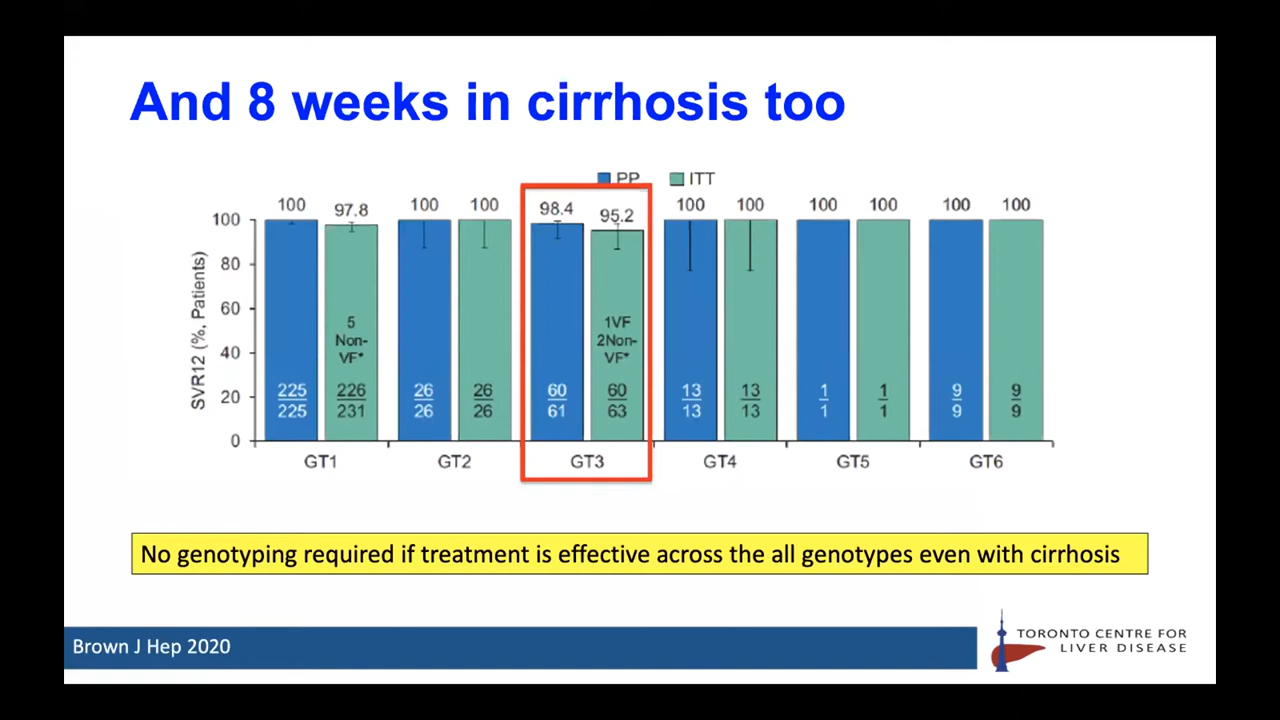 And 8 weeks in cirrhosis too
PP ITT
100 97.8 100 100 98.4 95.2 100 100 100 100 100 100
SVR12 (%, Patients)
100
80
60
40
20
0
5
Non-
VF*
1VF
2Non-
VF*
225 226 26 26 60 60 13 13 1 1 9 9
225 231 26 26 61 63 13 13 1 1 9 9
GT1 GT2 GT3 GT4 GT5 GT6
No genotyping required if treatment is effective across the all genotypes even with cirrhosis
Brown J Hep 2020
TORONTO CENTRE FOR
LIVER DISEASE